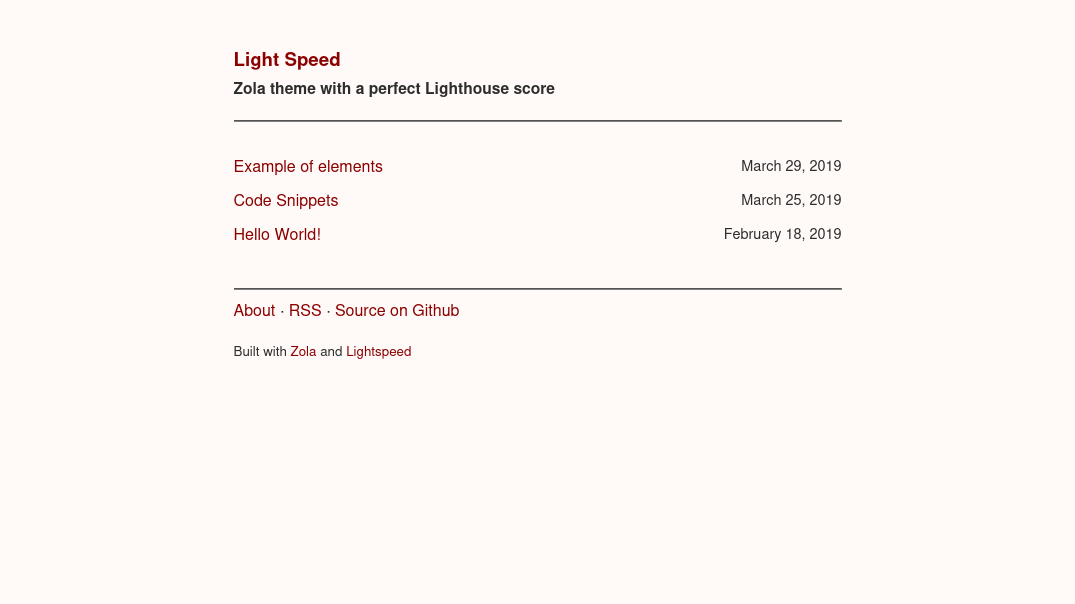 Light Speed
Zola theme with a perfect Lighthouse score
Example of elements March 29, 2019
Code Snippets March 25, 2019
Hello World! February 18, 2019
About · RSS · Source on Github
Built with Zola and Lightspeed